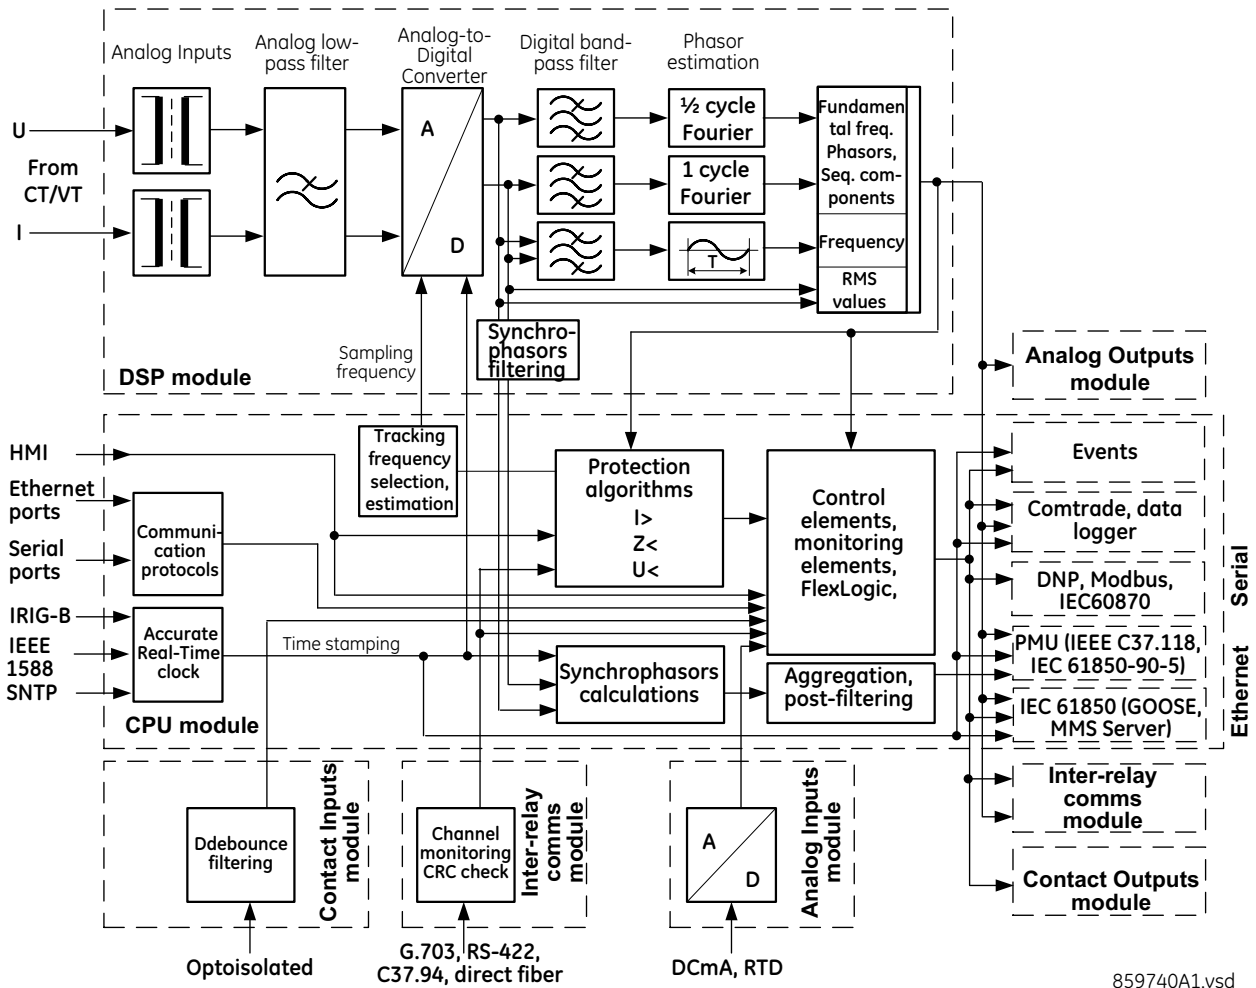 Analog Inputs
Analog low-
pass filter
Analog-to-
Digital
Converter
Digital band-
pass filter
Phasor
estimation
U
From
CT/VT
I
A
D
½ cycle
Fourier
1 cycle
Fourier
T
Fundamen
tal freq.
Phasors,
Seq. com-
ponents
Frequency
RMS
values
Synchro-
phasors
filtering
Sampling
frequency
DSP module
Analog Outputs
module
HMI
Ethernet
ports
Serial
ports
IRIG-B
IEEE
1588
SNTP
Communi-
cation
protocols
Accurate
Real-Time
clock
Time stamping
CPU module
Tracking
frequency
selection,
estimation
Protection
algorithms
I>
Z<
U<
Control
elements,
monitoring
elements,
FlexLogic,
Synchrophasors
calculations
Aggregation,
post-filtering
Events
Comtrade, data
logger
DNP, Modbus,
IEC60870
PMU (IEEE C37.118,
IEC 61850-90-5)
IEC 61850 (GOOSE,
MMS Server)
Serial
Ethernet
Inter-relay
comms
module
Contact Outputs
module
Ddebounce
filtering
Contact Inputs
module
Optoisolated
Channel
monitoring
CRC check
Inter-relay
comms
module
G.703, RS-422,
C37.94, direct fiber
A
D
Analog Inputs
module
DCmA, RTD
859740A1.vsd